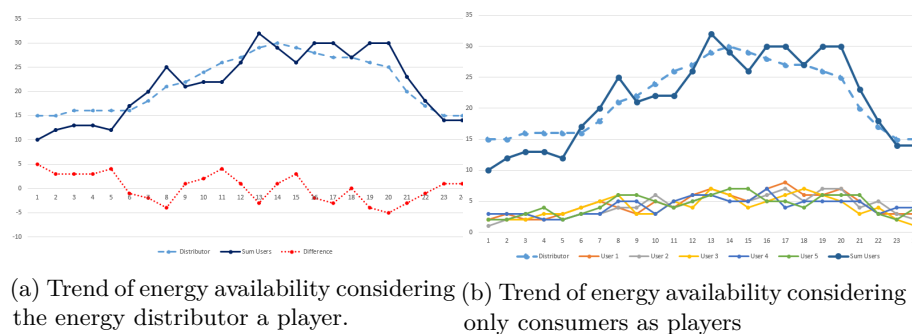 35
30
25
20
15
10
5
0
-5
-10
1 2 3 4 5 6 7 8 9 10 11 12 13 14 15 16 17 18 19 20 21 22 23 2
Distributor Sum Users Difference
(a) Trend of energy availability considering
the energy distributor a player.
35
30
25
20
15
10
5
0
1 2 3 4 5 6 7 8 9 10 11 12 13 14 15 16 17 18 19 20 21 22 23
Distributor User 1 User 2 User 3 User 4 User 5 Sum Users
(b) Trend of energy availability considering
only consumers as players